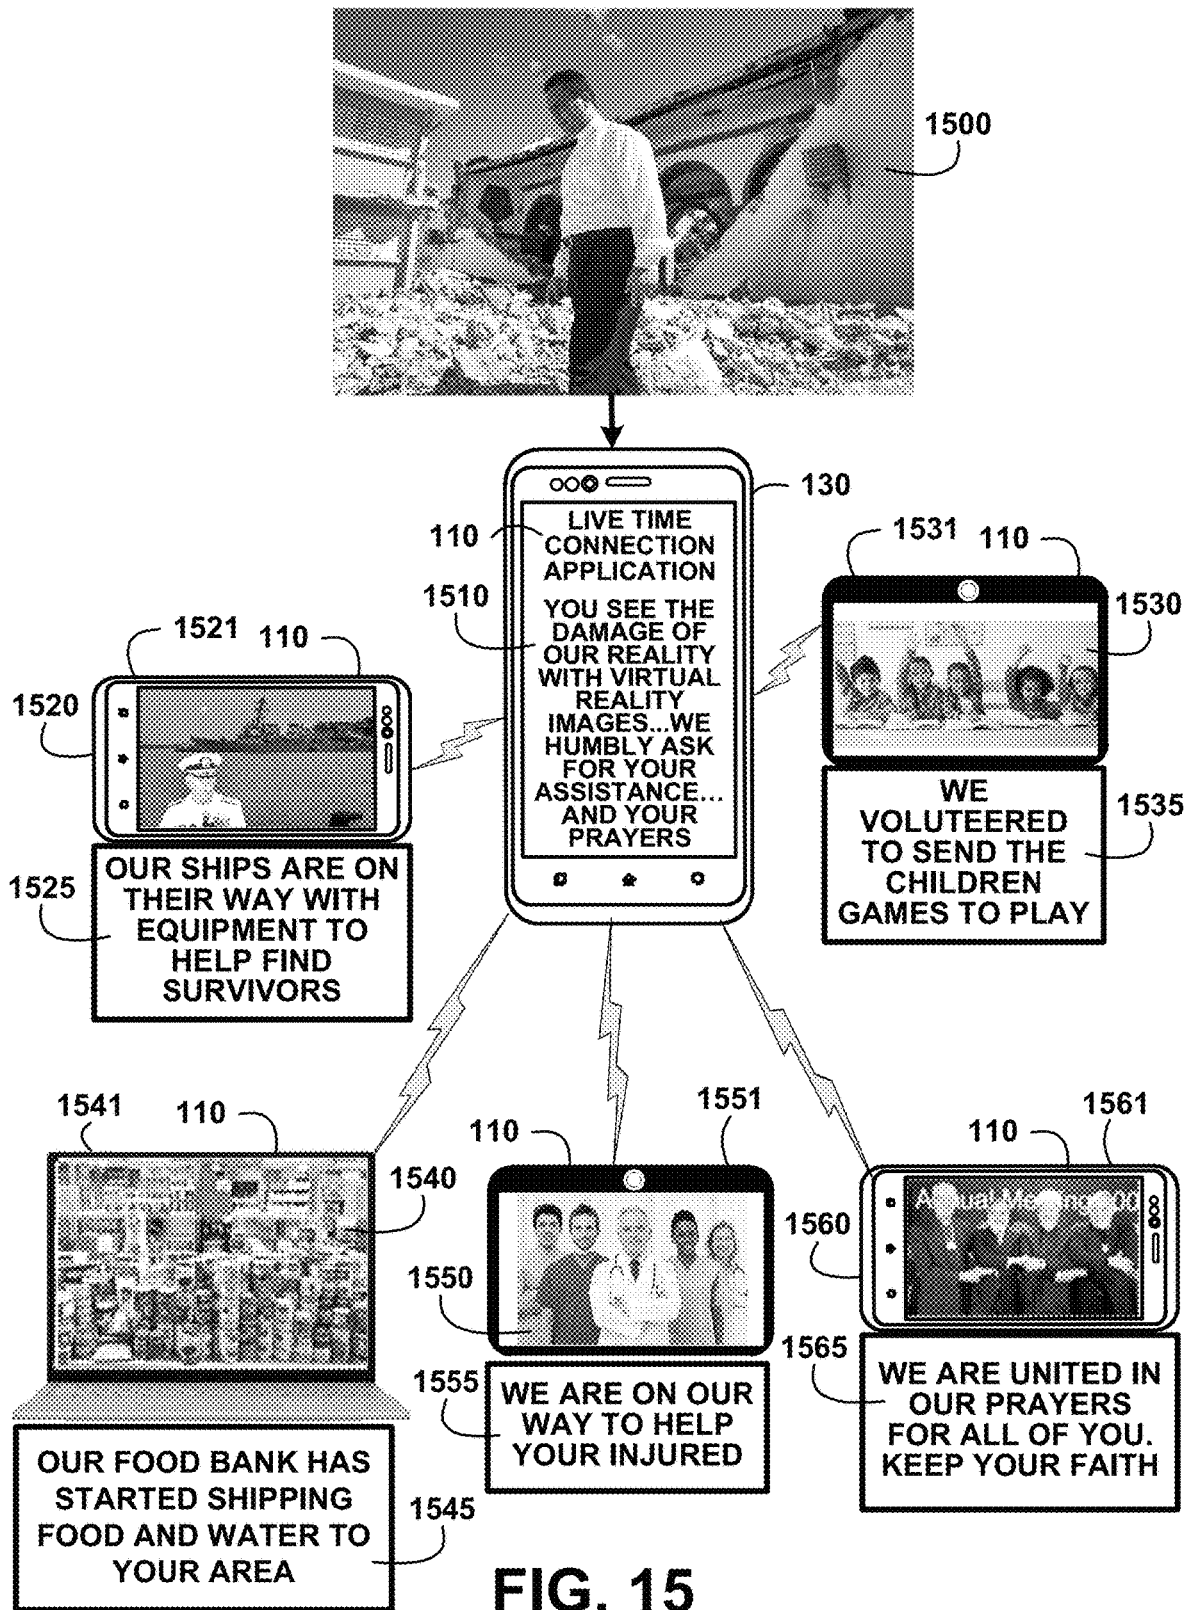 1500
130
110
LIVE TIME
CONNECTION
APPLICATION
1510
YOU SEE THE
DAMAGE OF
OUR REALITY
WITH VIRTUAL
REALITY
IMAGES...WE
HUMBLY ASK
FOR YOUR
ASSISTANCE...
AND YOUR
PRAYERS
1531 110
1530
WE
VOLUTEERED
TO SEND THE
CHILDREN
GAMES TO PLAY
1535
1521 110
1520
1525
OUR SHIPS ARE ON
THEIR WAY WITH
EQUIPMENT TO
HELP FIND
SURVIVORS
1541 110
1540
OUR FOOD BANK HAS
STARTED SHIPPING
FOOD AND WATER TO
YOUR AREA
1545
110 1551
1550
1555
WE ARE ON OUR
WAY TO HELP
YOUR INJURED
110 1561
1560
1565
WE ARE UNITED IN
OUR PRAYERS
FOR ALL OF YOU.
KEEP YOUR FAITH
FIG. 15